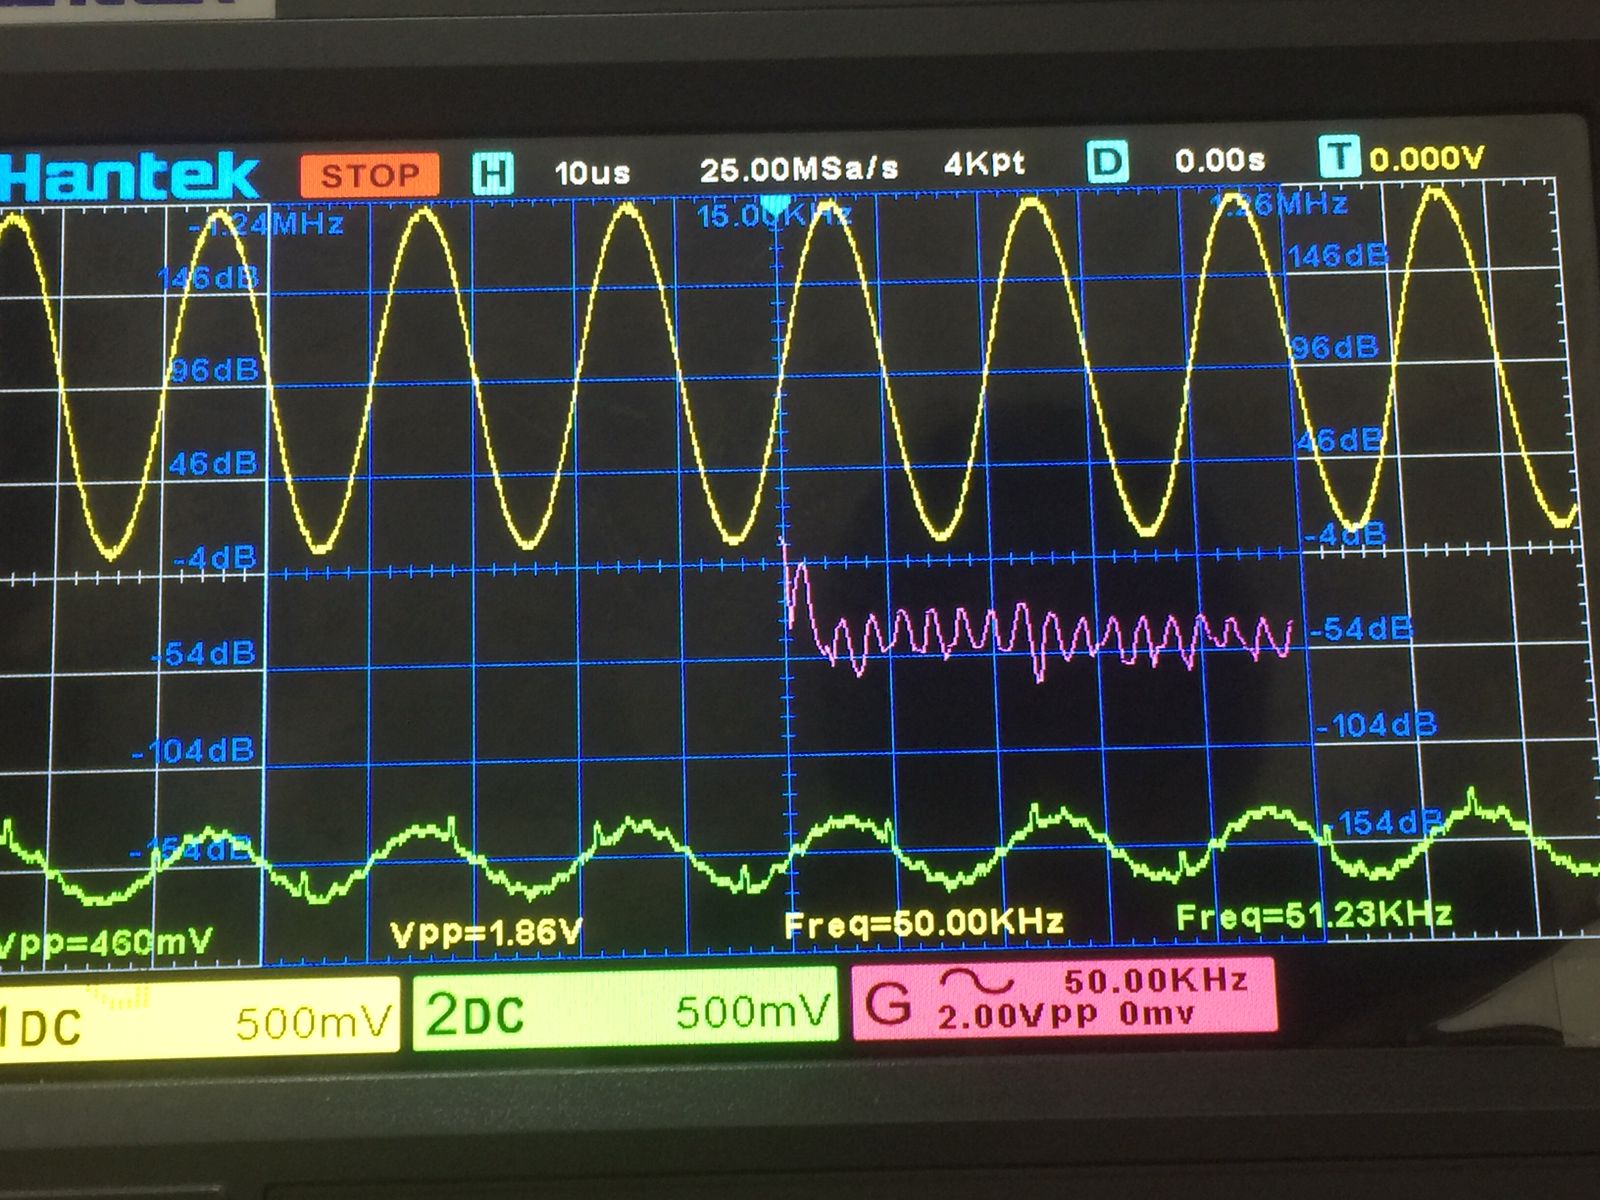 Hantek STOP H 10us 25.00MSa/s 4Kpt D 0.00s T 0.000V
-1.24MHz 15.00KHz 1.26MHz
146dB 146dB
96dB 96dB
46dB 46dB
-4dB -4dB
-54dB -54dB
-104dB -104dB
-154dB -154dB
Vpp=460mV Vpp=1.86V Freq=50.00KHz Freq=51.23KHz
1DC 500mV 2DC 500mV G 50.00KHz
2.00Vpp 0mv